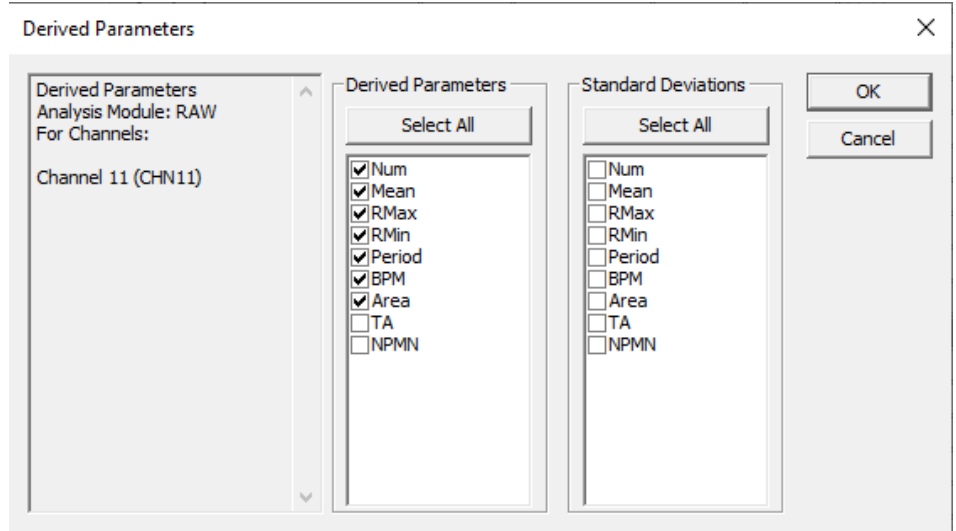 Derived Parameters
Derived Parameters
Analysis Module: RAW
For Channels:
Channel 11 (CHN11)
Derived Parameters
Select All
Num
Mean
RMax
RMin
Period
BPM
Area
TA
NPMN
Standard Deviations
Select All
Num
Mean
RMax
RMin
Period
BPM
Area
TA
NPMN
OK
Cancel